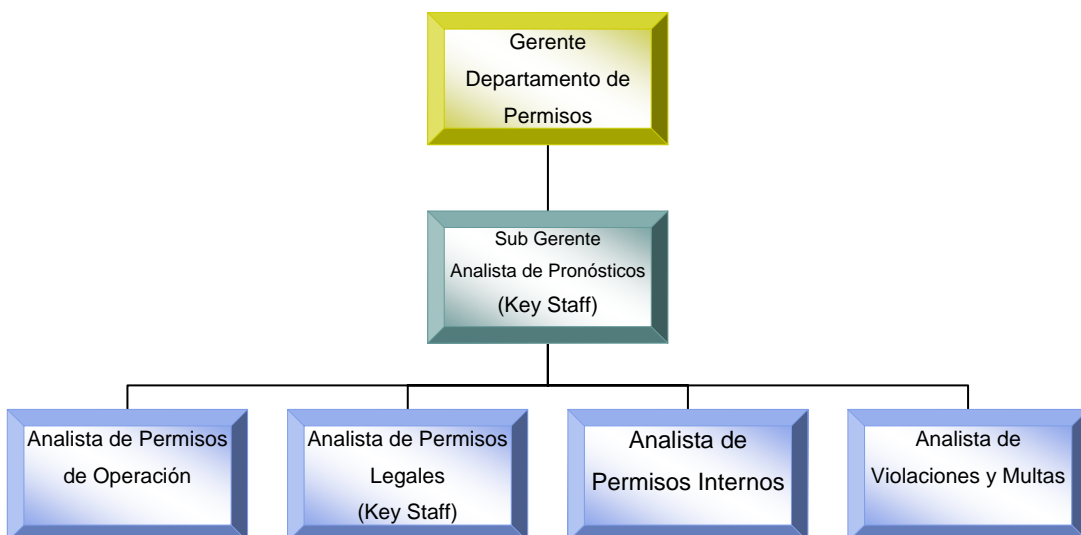 Gerente
Departamento de
Permisos
Sub Gerente
Analista de Pronósticos
(Key Staff)
Analista de Permisos
de Operación
Analista de Permisos
Legales
(Key Staff)
Analista de
Permisos Internos
Analista de
Violaciones y Multas